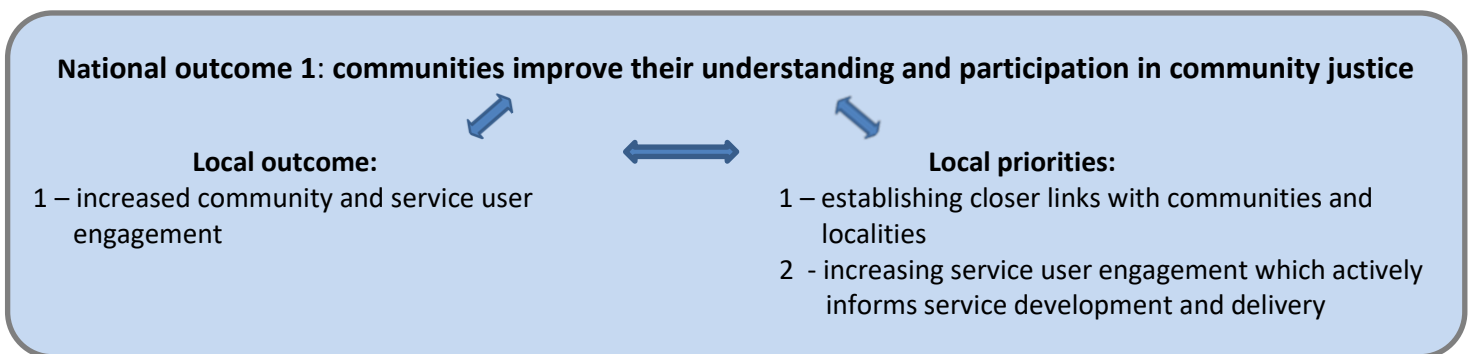 National outcome 1: communities improve their understanding and participation in community justice
Local outcome:
1 – increased community and service user
engagement
Local priorities:
1 – establishing closer links with communities and
localities
2 - increasing service user engagement which actively
informs service development and delivery